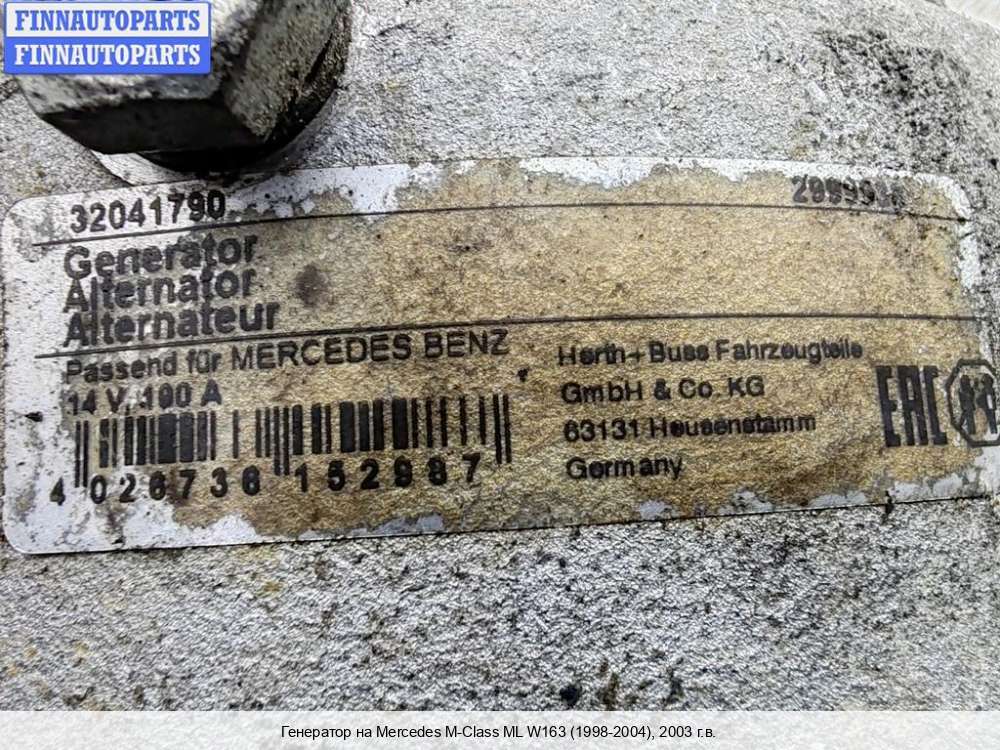 FINNAUTOPARTS
FINNAUTOPARTS
32041790
Generator
Alternator
Alternateur
Passend für MERCEDES BENZ
14 V, 190 A
Herth+Buss Fahrzeugteile
GmbH & Co. KG
63131 Heusenstamm
Germany
EAC
4 026736 152987
Генератор на Mercedes M-Class ML W163 (1998-2004), 2003 г.в.